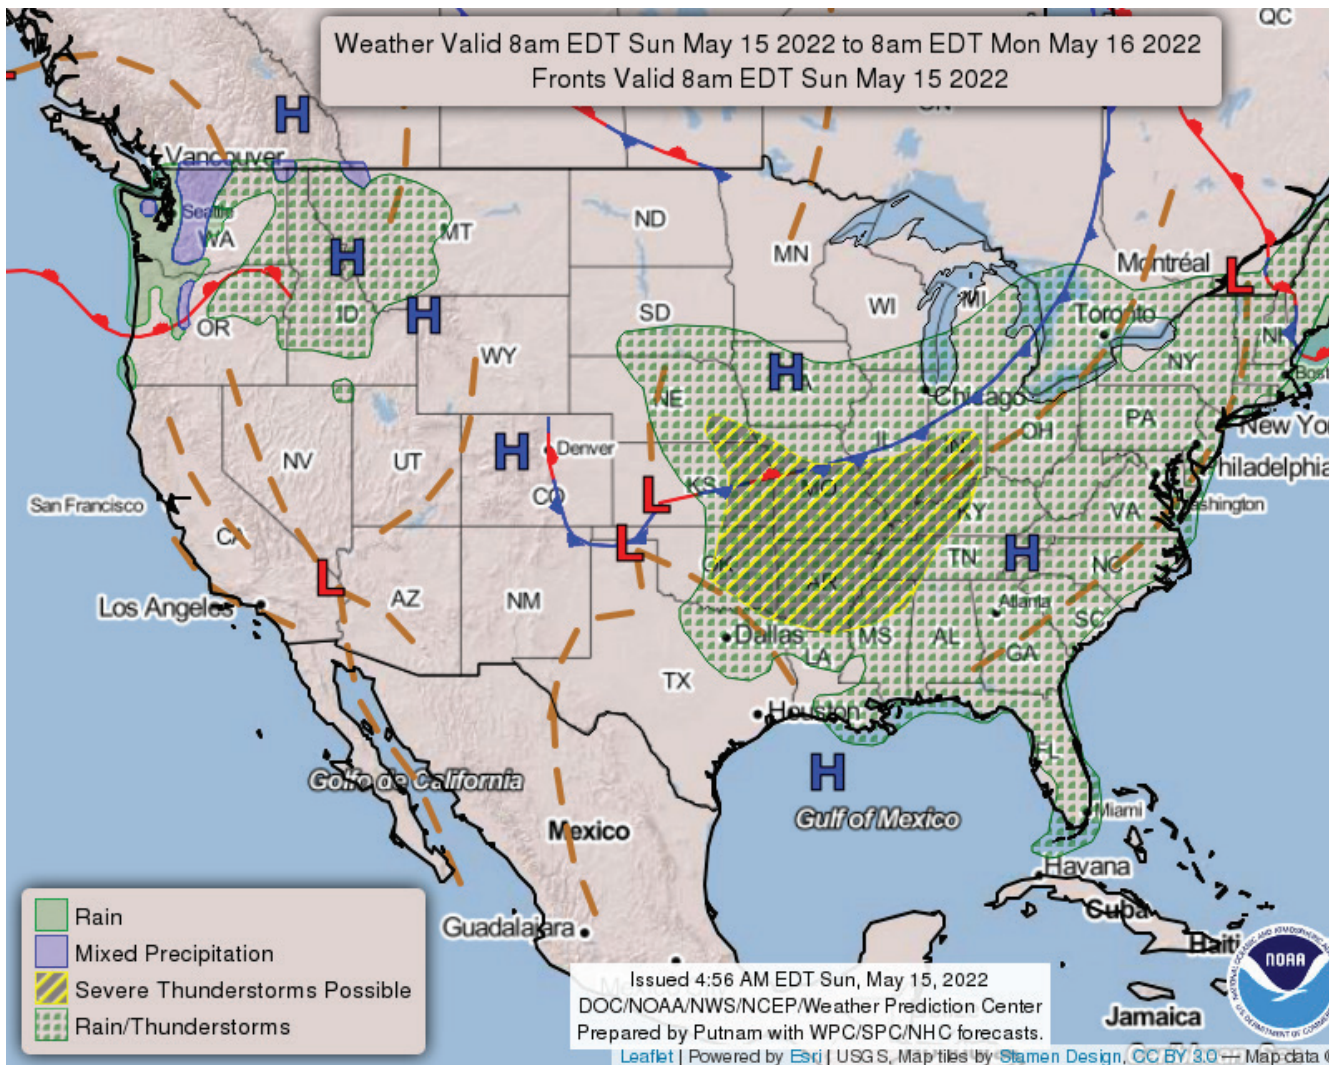 QC
Weather Valid 8am EDT Sun May 15 2022 to 8am EDT Mon May 16 2022
Fronts Valid 8am EDT Sun May 15 2022
H
Vancouver
Seattle
WA
MT
ND
MN
Montréal
H
L
OR
ID
H
SD
WI
MI
Toronto
NY
WY
H
NE
Chicago
PA
OH
IL
IN
New Yo
Philadelphia
NV
UT
H
Denver
CO
KS
L
MO
KY
VA
San Francisco
CA
L
OK
TN
H
NC
L
Los Angeles
AZ
NM
AR
Atlanta
SC
Dallas
MS
AL
GA
LA
TX
Houston
FL
H
Golfo de California
Gulf of Mexico
Miami
Mexico
Havana
Cuba
Guadalajara
Haiti
NOAA
Jamaica
Rain
Mixed Precipitation
Severe Thunderstorms Possible
Rain/Thunderstorms
Issued 4:56 AM EDT Sun, May 15, 2022
DOC/NOAA/NWS/NCEP/Weather Prediction Center
Prepared by Putnam with WPC/SPC/NHC forecasts.
Leaflet | Powered by Esri | USGS, Map tiles by Stamen Design, CC BY 3.0 — Map data ©